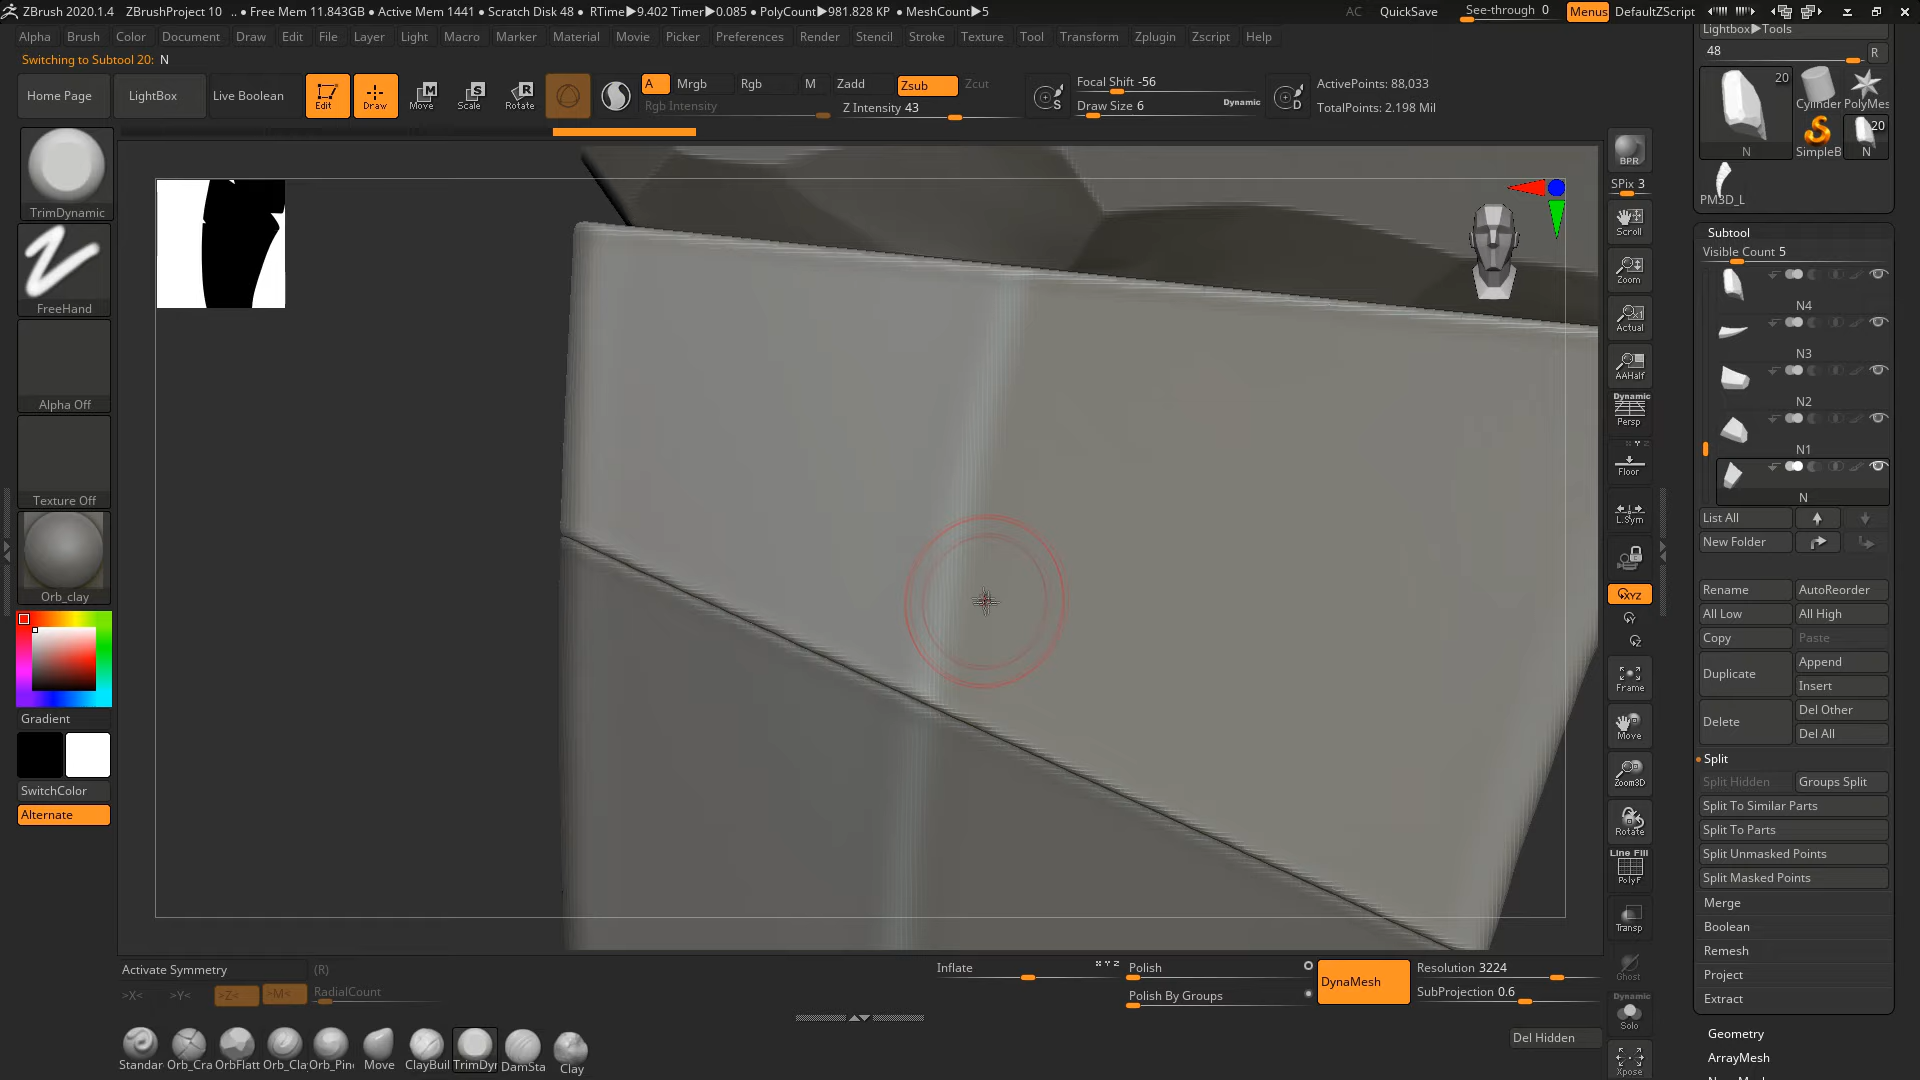 ZBrush 2020.1.4 ZBrushProject 10 .. ● Free Mem 11.843GB ● Active Mem 1441 ● Scratch Disk 48 ● RTime▶9.402 Timer▶0.085 ● PolyCount▶981.828 KP ● MeshCount▶5 AC QuickSave See-through 0 Menus DefaultZScript
Alpha Brush Color Document Draw Edit File Layer Light Macro Marker Material Movie Picker Preferences Render Stencil Stroke Texture Tool Transform Zplugin Zscript Help
Switching to Subtool 20: N
Home Page LightBox Live Boolean Edit Draw Move Scale Rotate
A Mrgb Rgb M Zadd Zsub Zcut
Rgb Intensity Z Intensity 43
Focal Shift -56
Draw Size 6 Dynamic
ActivePoints: 88,033
TotalPoints: 2.198 Mil
TrimDynamic
FreeHand
Alpha Off
Texture Off
Orb_clay
Gradient
SwitchColor
Alternate
BPR
SPix 3
Scroll
Zoom
Actual
AAHalf
Dynamic
Persp
Floor
L.Sym
XYZ
Frame
Move
Zoom3D
Rotate
Line Fill
PolyF
Transp
Ghost
Dynamic
Solo
Xpose
Lightbox▶Tools
48 R
20
N
Cylinder PolyMes
SimpleB
20
N
PM3D_L
Subtool
Visible Count 5
N4
N3
N2
N1
N
List All
New Folder
Rename AutoReorder
All Low All High
Copy Paste
Duplicate Append
Insert
Delete Del Other
Del All
Split
Split Hidden Groups Split
Split To Similar Parts
Split To Parts
Split Unmasked Points
Split Masked Points
Merge
Boolean
Remesh
Project
Extract
Geometry
ArrayMesh
Activate Symmetry (R)
>X< >Y< >Z< >M< RadialCount
Inflate Polish
Polish By Groups
DynaMesh
Resolution 3224
SubProjection 0.6
Del Hidden
Standar Orb_Cra OrbFlatt Orb_Cla Orb_Pin Move ClayBuil TrimDyn DamSta Clay